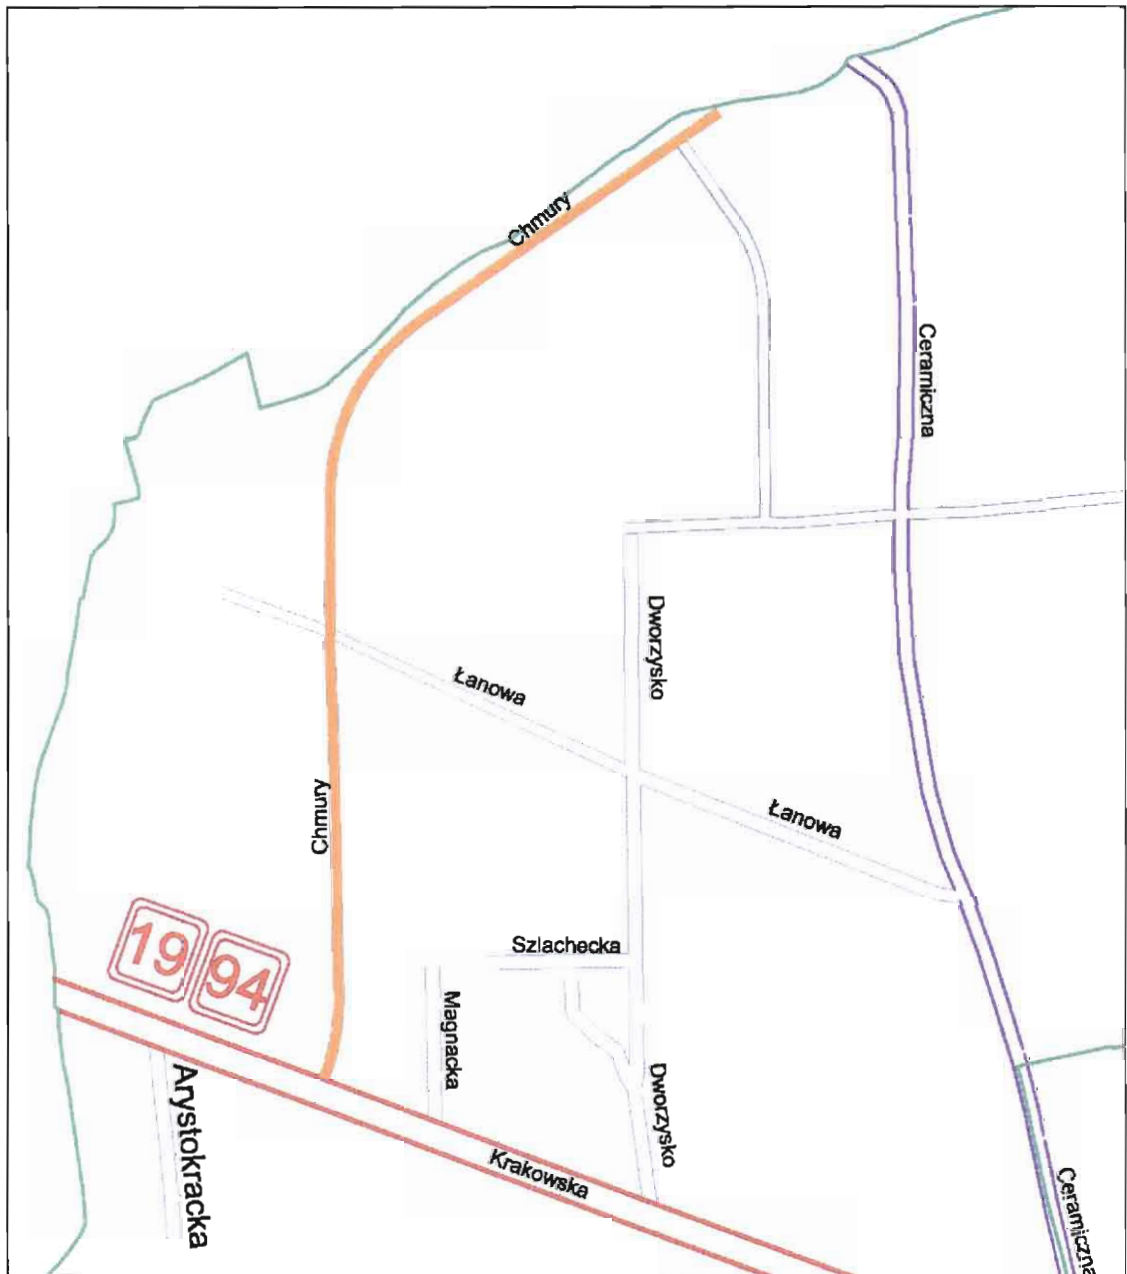 Chmury
Ceramiczna
Dworzysko
Łanowa
Chmury
Łanowa
19
94
Szlachecka
Magnacka
Arystokracka
Dworzysko
Krakowska
Ceramiczna